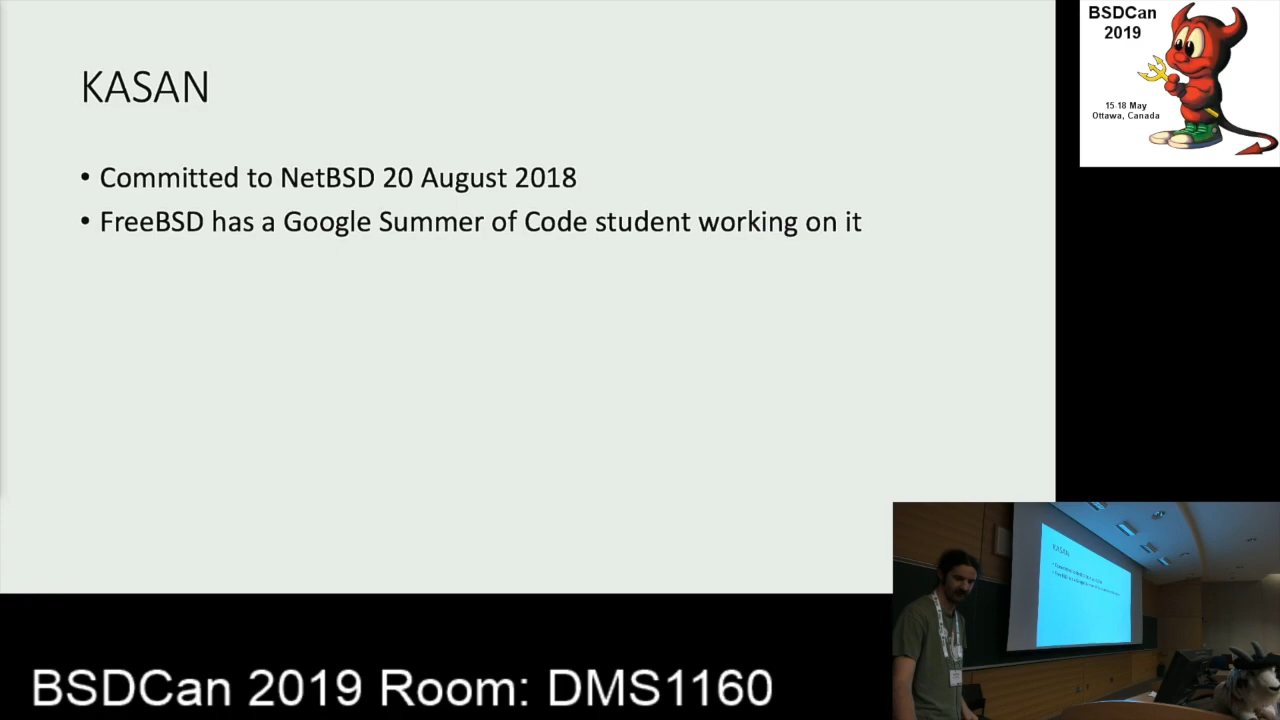 KASAN
• Committed to NetBSD 20 August 2018
• FreeBSD has a Google Summer of Code student working on it
BSDCan
2019
15-18 May
Ottawa, Canada
KASAN
BSDCan 2019 Room: DMS1160